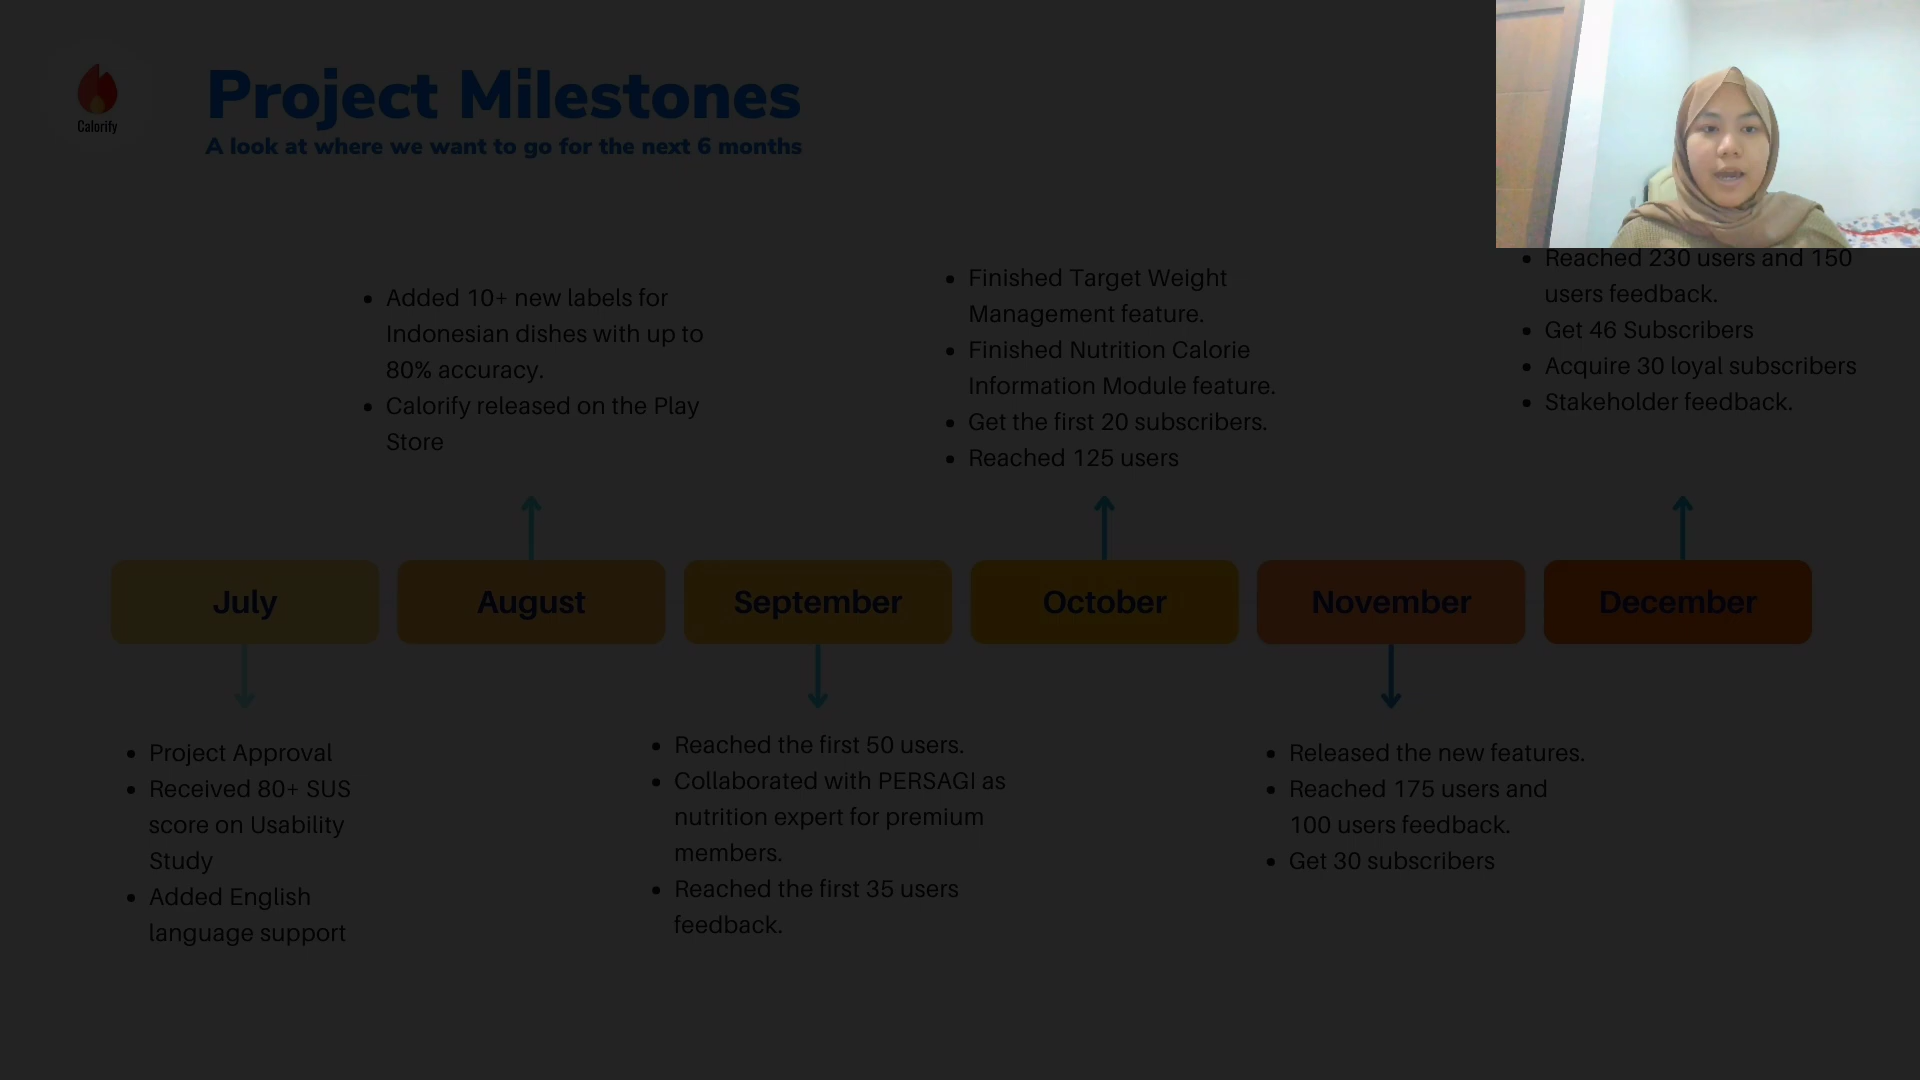 Calorify
Project Milestones
A look at where we want to go for the next 6 months
• Added 10+ new labels for
Indonesian dishes with up to
80% accuracy.
• Calorify released on the Play
Store
• Finished Target Weight
Management feature.
• Finished Nutrition Calorie
Information Module feature.
• Get the first 20 subscribers.
• Reached 125 users
• Reached 230 users and 150
users feedback.
• Get 46 Subscribers
• Acquire 30 loyal subscribers
• Stakeholder feedback.
July
August
September
October
November
December
• Project Approval
• Received 80+ SUS
score on Usability
Study
• Added English
language support
• Reached the first 50 users.
• Collaborated with PERSAGI as
nutrition expert for premium
members.
• Reached the first 35 users
feedback.
• Released the new features.
• Reached 175 users and
100 users feedback.
• Get 30 subscribers